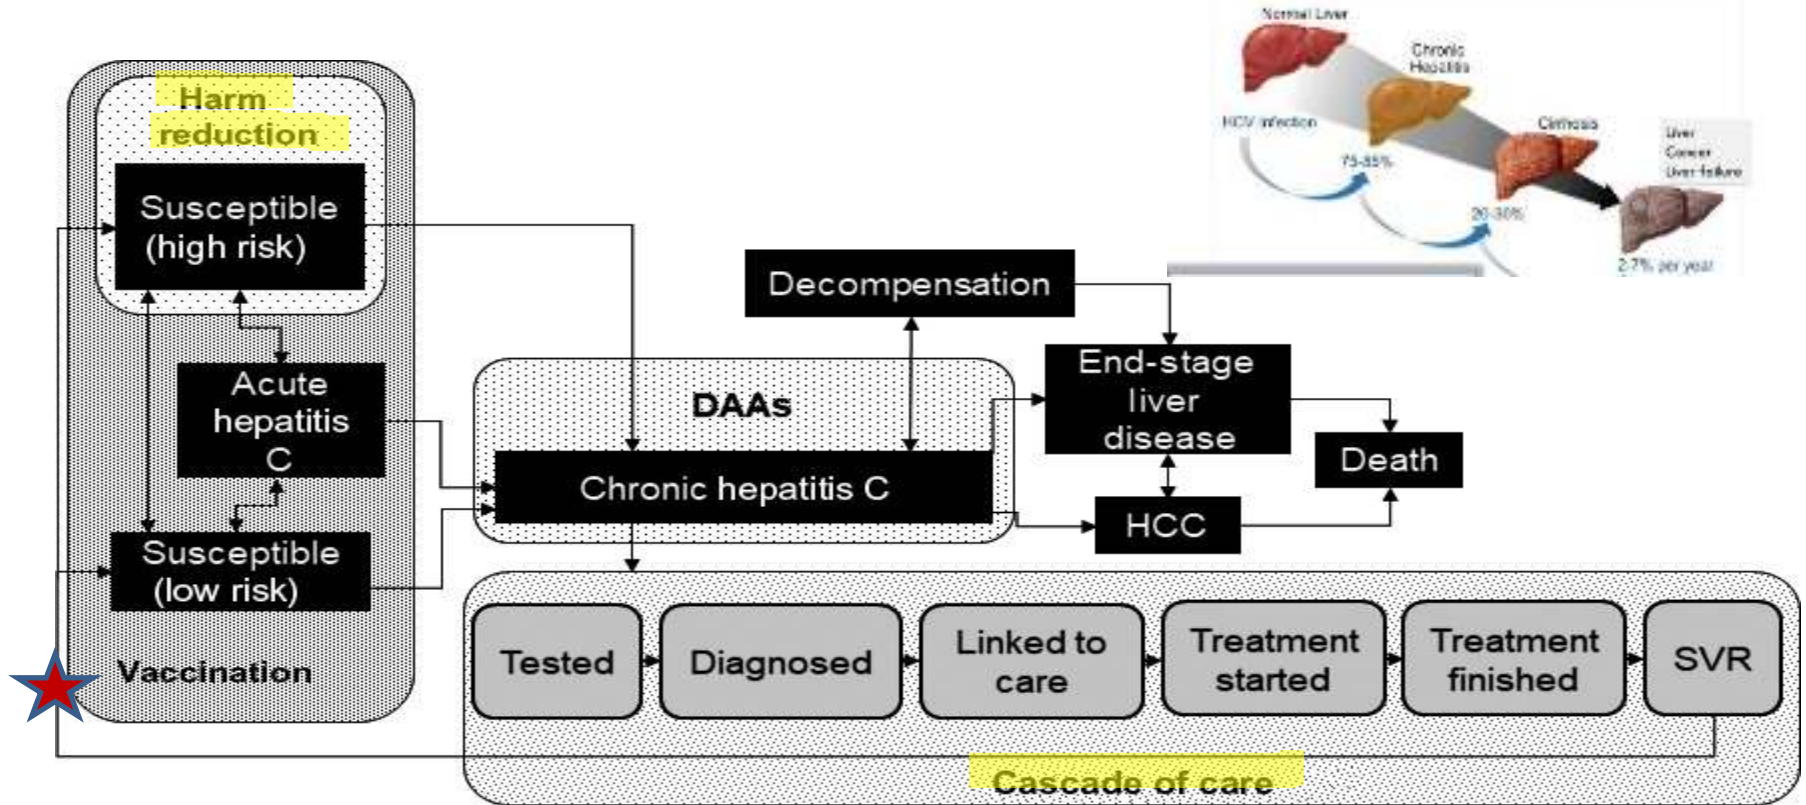 Normal Liver
Chronic
Hepatitis
HCV infection
Cirrhosis
Liver
Cancer
Liver failure
75-85%
20-30%
2-7% per year
Harm
reduction
Susceptible
(high risk)
Decompensation
Acute
hepatitis
C
DAAs
Chronic hepatitis C
End-stage
liver
disease
Death
HCC
Susceptible
(low risk)
Vaccination
Tested
Diagnosed
Linked to
care
Treatment
started
Treatment
finished
SVR
Cascade of care